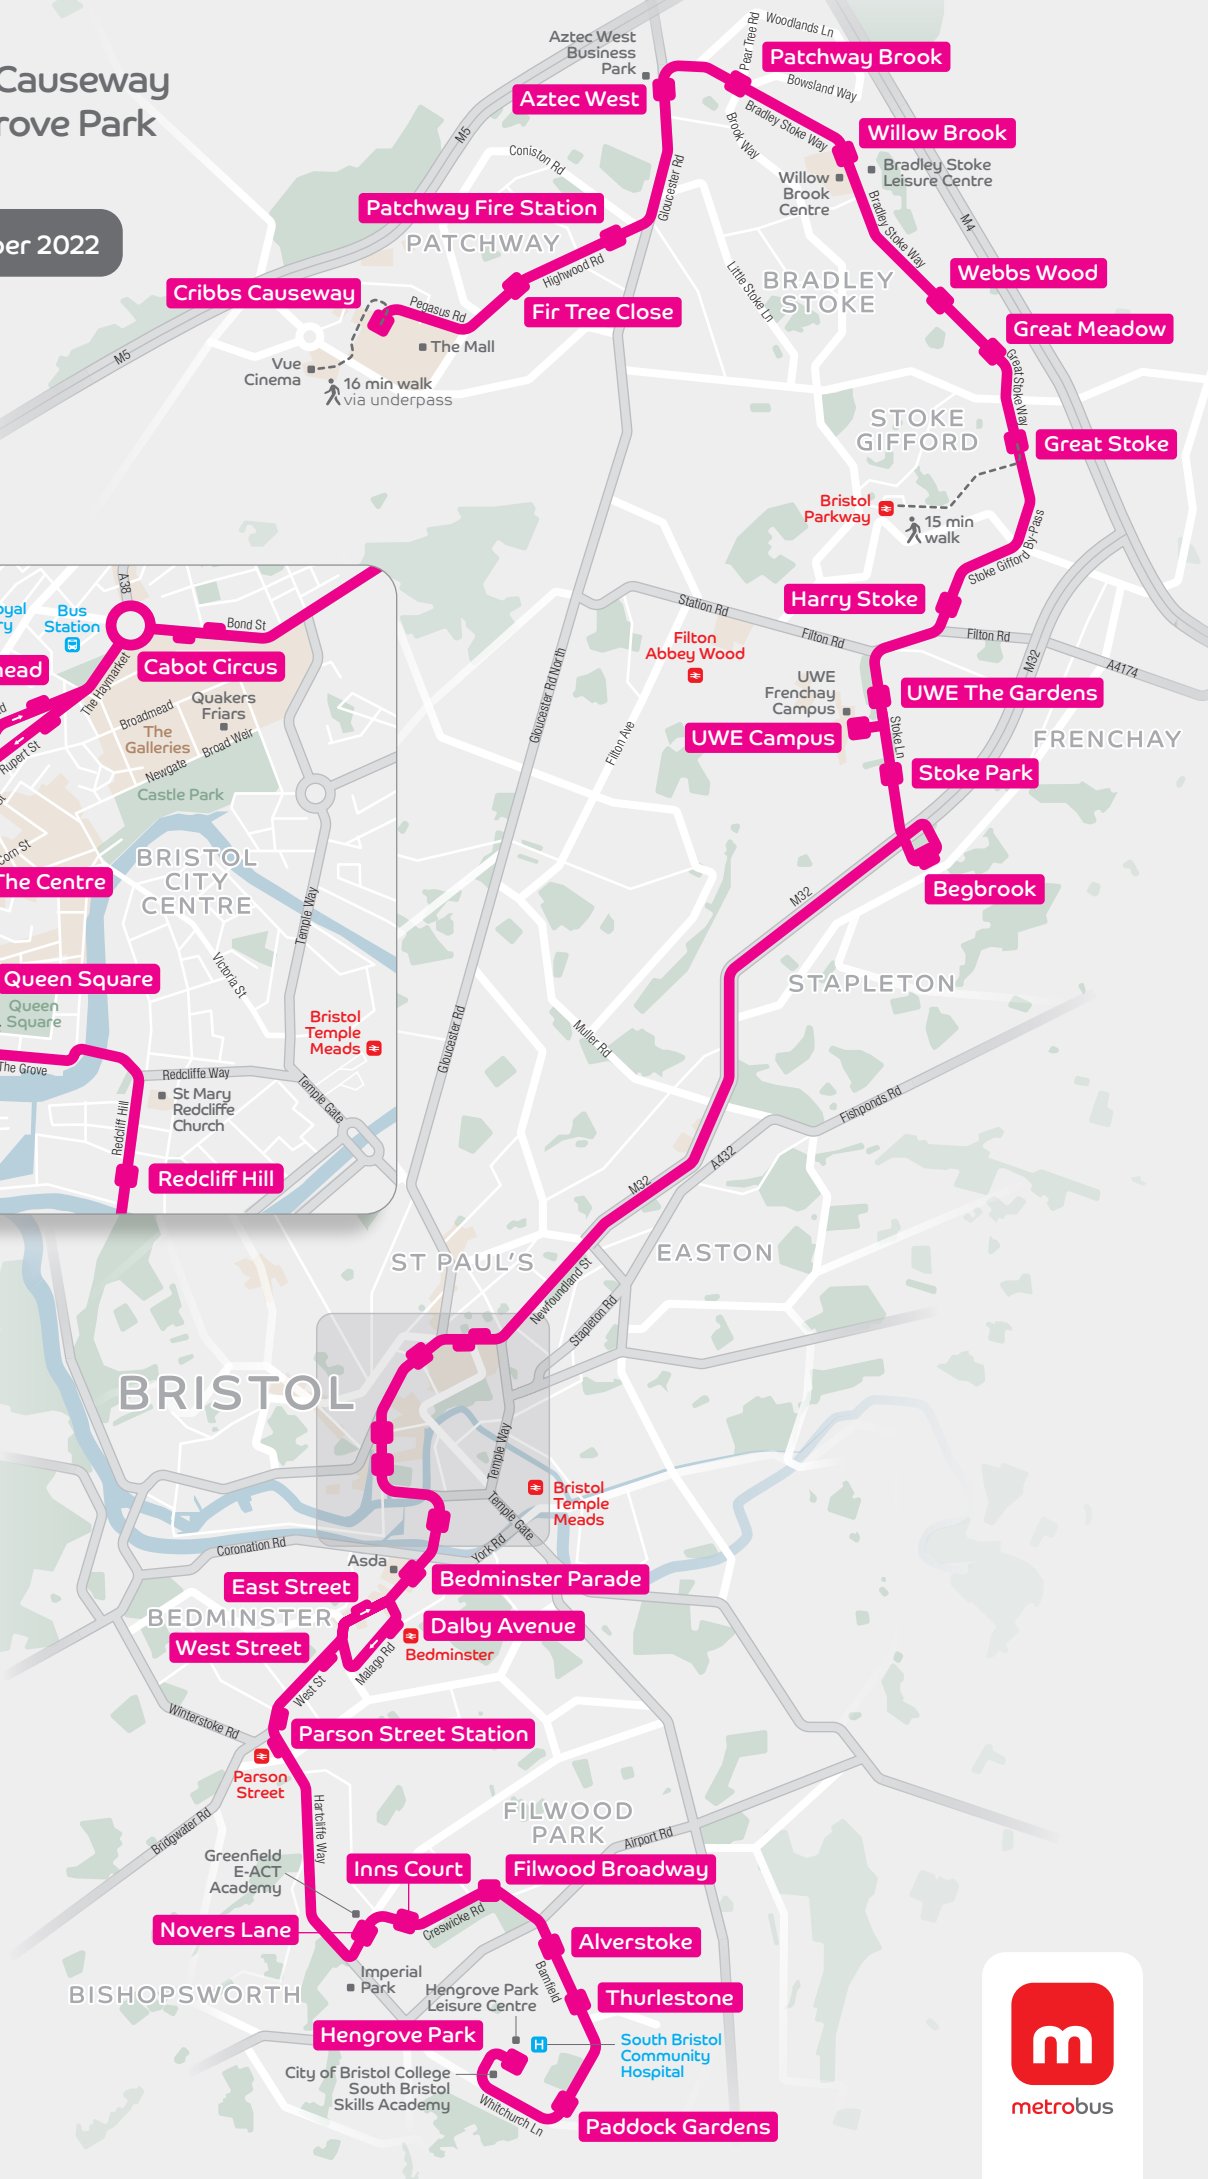 Causeway
rove Park
ber 2022
Aztec West
Business
Park
Aztec West
Pear Tree Rd
Woodlands Ln
Patchway Brook
Bowsland Way
Bradley Stoke Way
Brook Way
Willow Brook
Willow
Brook
Centre
Bradley Stoke
Leisure Centre
M5
Coniston Rd
Gloucester Rd
Patchway Fire Station
PATCHWAY
Highwood Rd
Bradley Stoke Way
M4
Cribbs Causeway
Pegasus Rd
Fir Tree Close
Little Stoke Ln
BRADLEY
STOKE
Webbs Wood
Great Meadow
M5
Vue
Cinema
The Mall
16 min walk
via underpass
Great Stoke Way
STOKE
GIFFORD
Great Stoke
Bristol
Parkway
15 min
walk
Stoke Gifford By-Pass
Harry Stoke
Station Rd
Filton Rd
Filton Rd
M32
A4174
Filton
Abbey Wood
UWE
Frenchay
Campus
UWE The Gardens
UWE Campus
Stoke Ln
FRENCHAY
Stoke Park
Gloucester Rd North
Filton Ave
Begbrook
M32
STAPLETON
A38
oyal
ry
Bus
Station
Bond St
Cabot Circus
head
The Haymarket
Quakers
Friars
Broadmead
The
Galleries
Broad Weir
Rupert St
Newgate
Castle Park
Corn St
BRISTOL
CITY
CENTRE
The Centre
Temple Way
Victoria St
Queen Square
Queen
Square
Bristol
Temple
Meads
The Grove
Redcliffe Way
St Mary
Redcliffe
Church
Temple Gate
Redcliff Hill
Redcliff Hill
Gloucester Rd
Muller Rd
Fishponds Rd
A432
M32
ST PAUL'S
EASTON
Newfoundland St
Stapleton Rd
BRISTOL
Temple Way
Bristol
Temple
Meads
Temple Gate
York Rd
Coronation Rd
Asda
East Street
Bedminster Parade
BEDMINSTER
Dalby Avenue
West Street
Bedminster
Malago Rd
West St
Winterstoke Rd
Parson Street Station
Parson
Street
Bridgwater Rd
Hartcliffe Way
FILWOOD
PARK
Airport Rd
Greenfield
E-ACT
Academy
Inns Court
Filwood Broadway
Novers Lane
Creswicke Rd
Alverstoke
Imperial
Park
Bamfield
BISHOPSWORTH
Hengrove Park
Leisure Centre
Thurlestone
Hengrove Park
South Bristol
Community
Hospital
City of Bristol College
South Bristol
Skills Academy
Whitchurch Ln
Paddock Gardens
m
metrobus